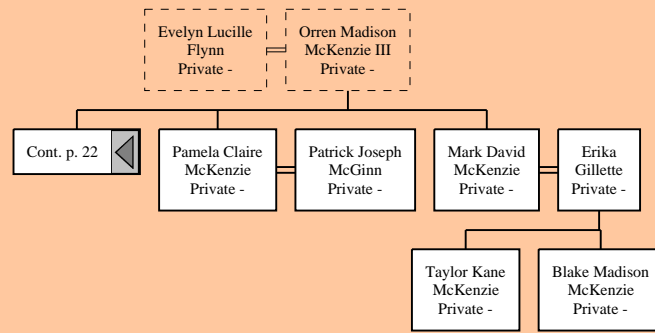 Evelyn Lucille
Flynn
Private -
Orren Madison
McKenzie III
Private -
Cont. p. 22
Pamela Claire
McKenzie
Private -
Patrick Joseph
McGinn
Private -
Mark David
McKenzie
Private -
Erika
Gillette
Private -
Taylor Kane
McKenzie
Private -
Blake Madison
McKenzie
Private -